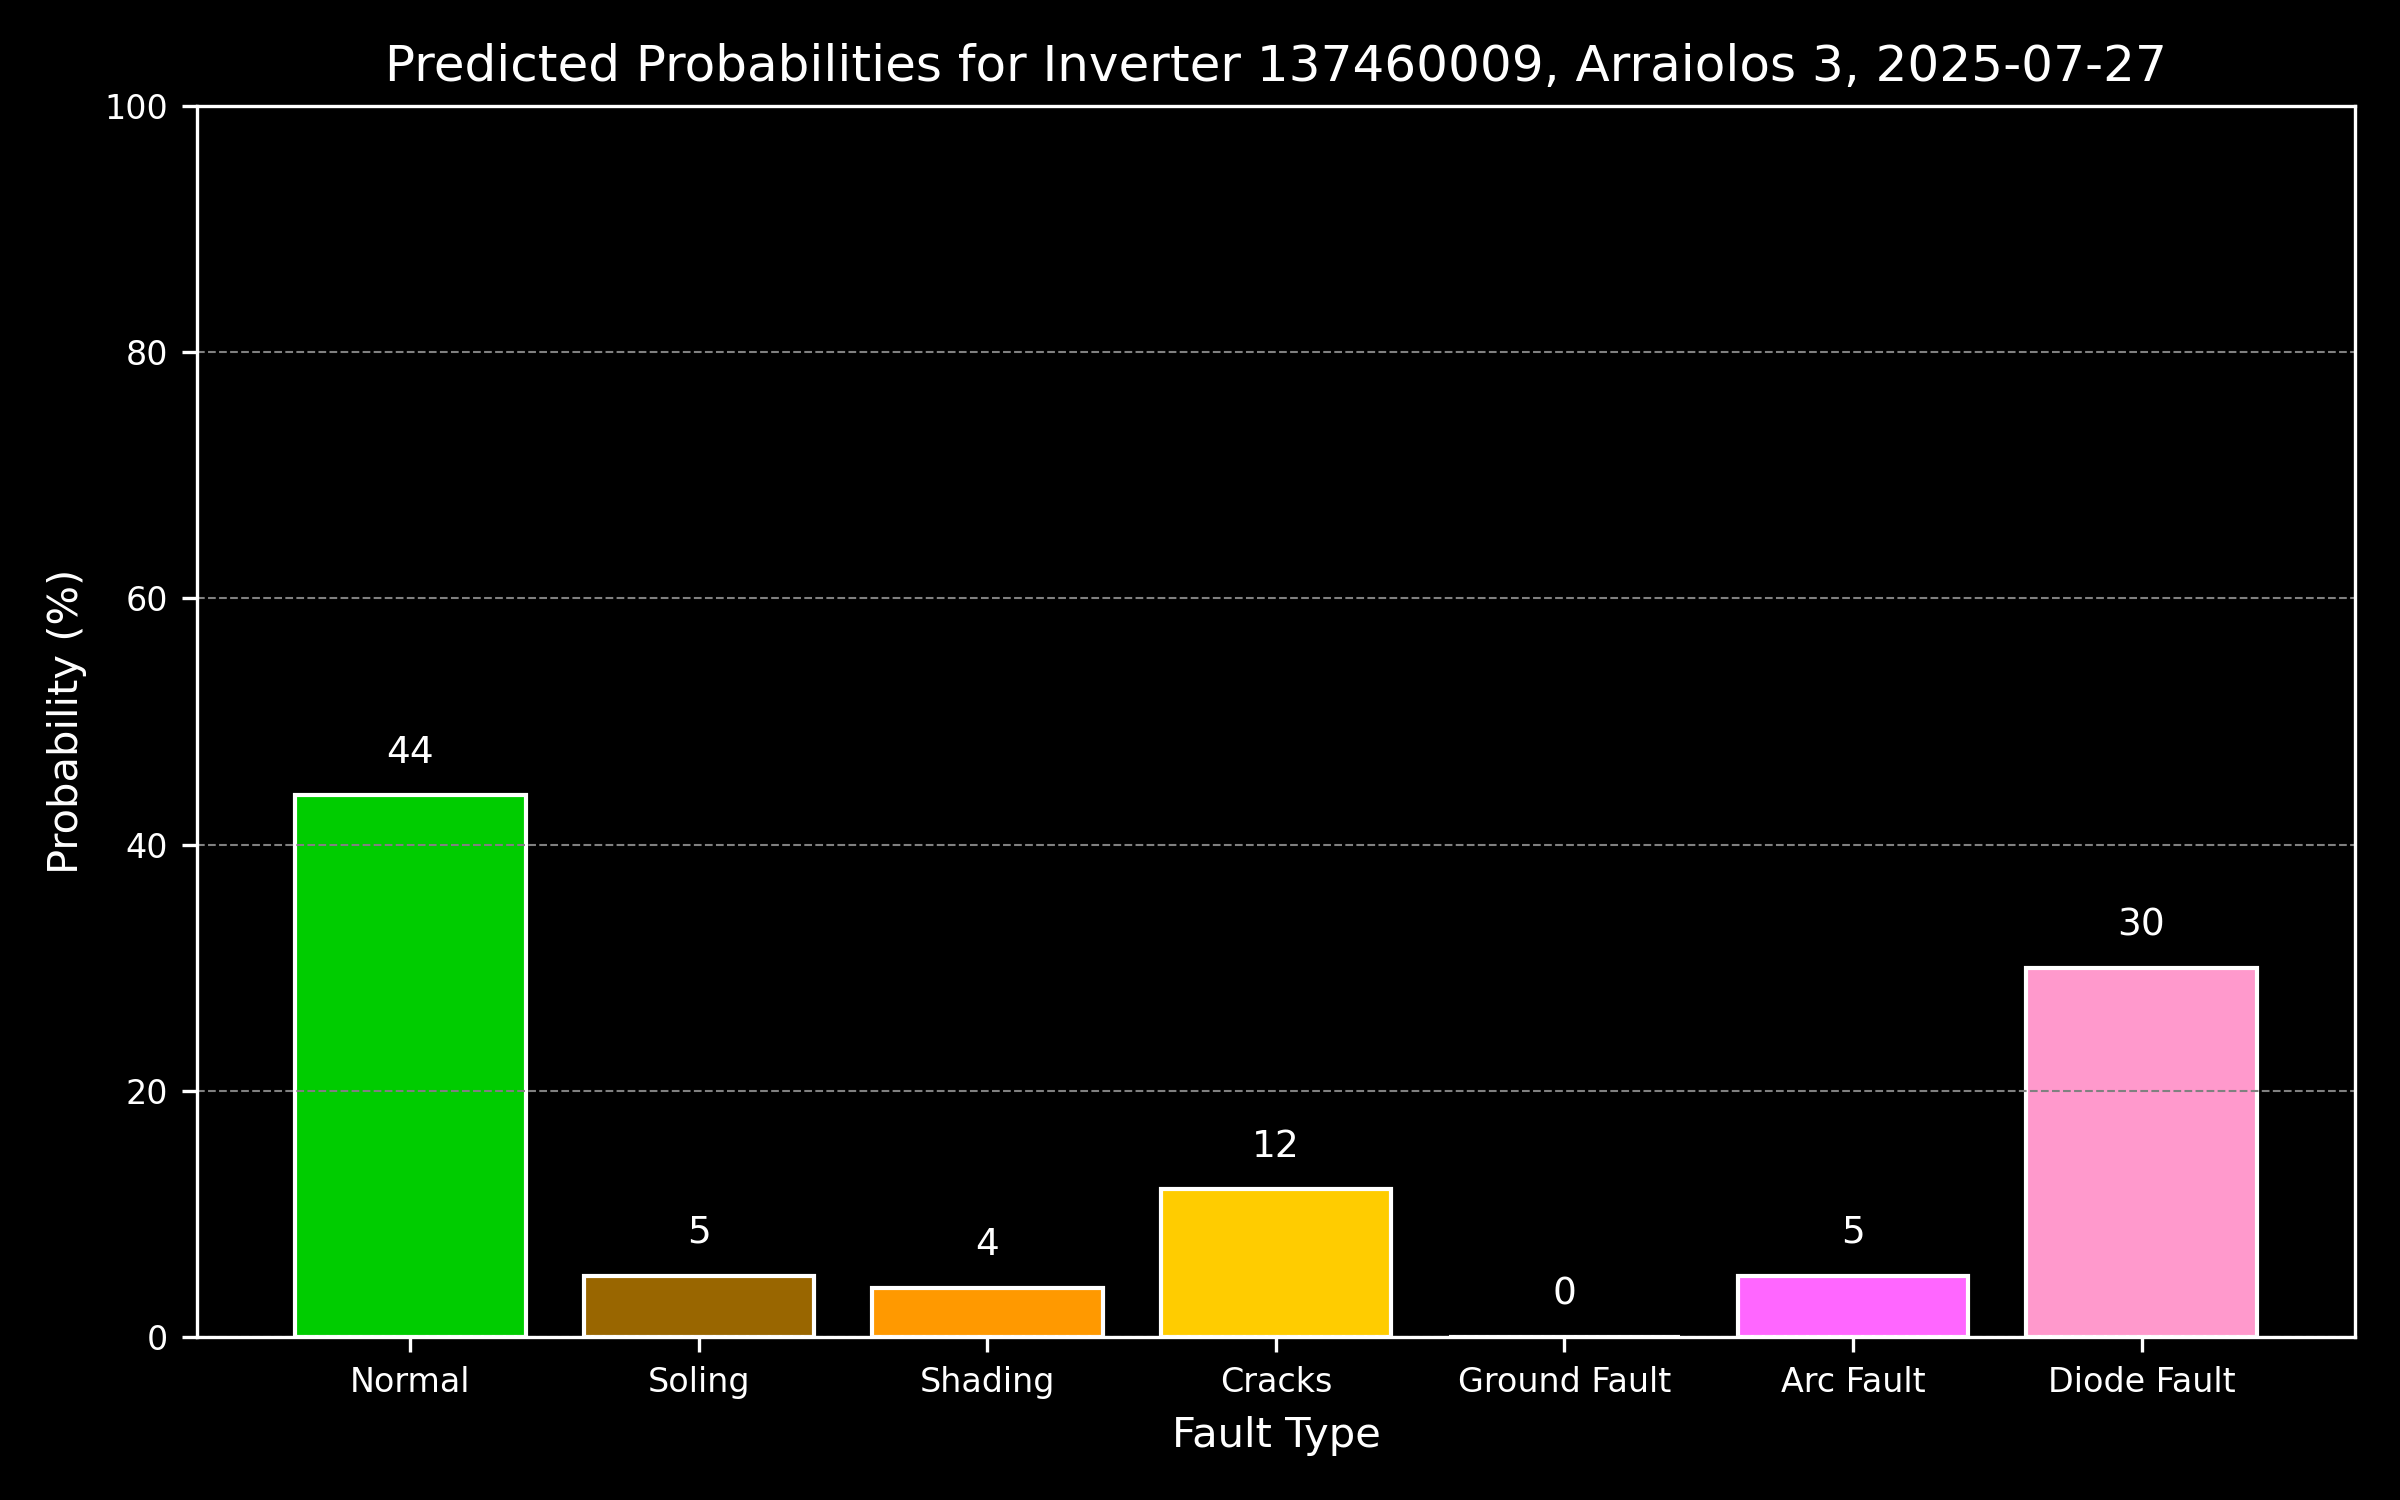 Predicted Probabilities for Inverter 137460009, Arraiolos 3, 2025-07-27
100
80
60
40
20
0
Probability (%)
44
5
4
12
0
5
30
Normal
Soling
Shading
Cracks
Ground Fault
Arc Fault
Diode Fault
Fault Type